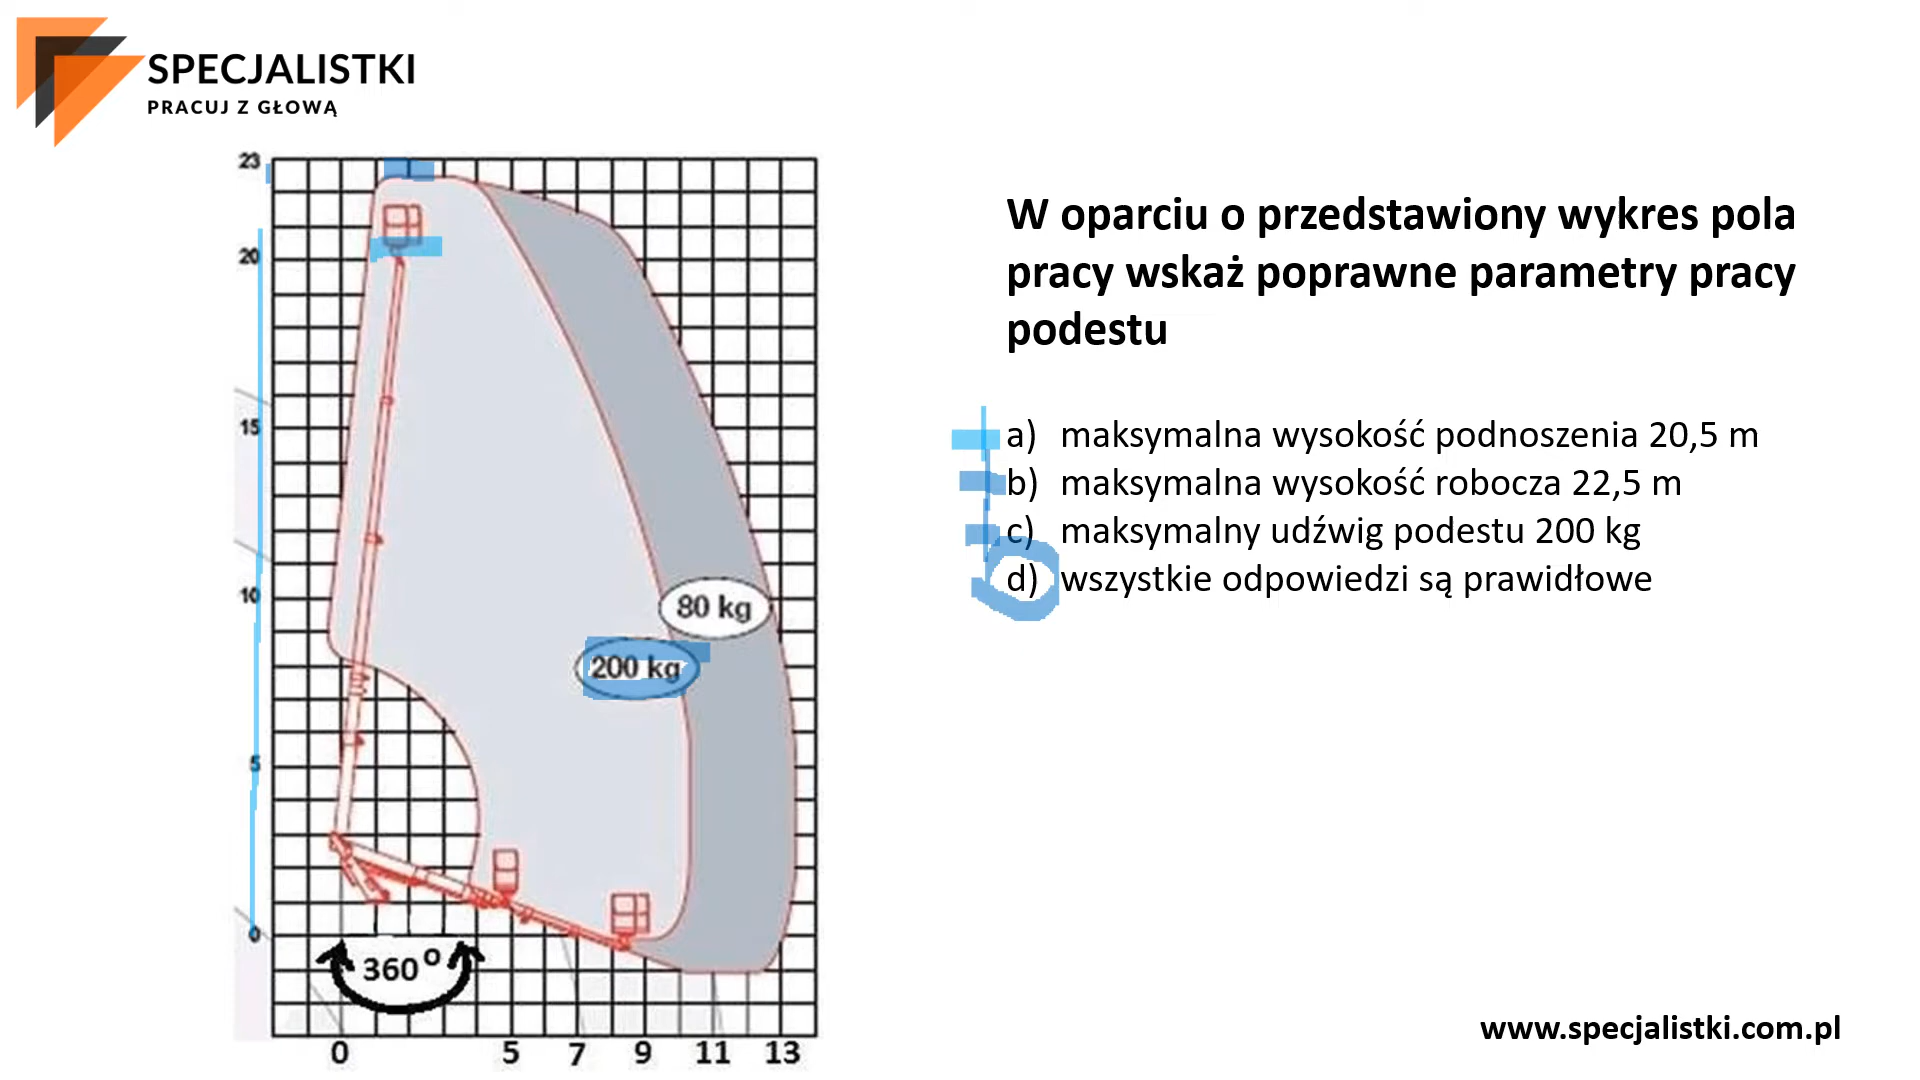 SPECJALISTKI
PRACUJ Z GŁOWĄ
23
20
15
10
5
0
80 kg
200 kg
360°
0 5 7 9 11 13
W oparciu o przedstawiony wykres pola
pracy wskaż poprawne parametry pracy
podestu
a) maksymalna wysokość podnoszenia 20,5 m
b) maksymalna wysokość robocza 22,5 m
c) maksymalny udźwig podestu 200 kg
d) wszystkie odpowiedzi są prawidłowe
www.specjalistki.com.pl